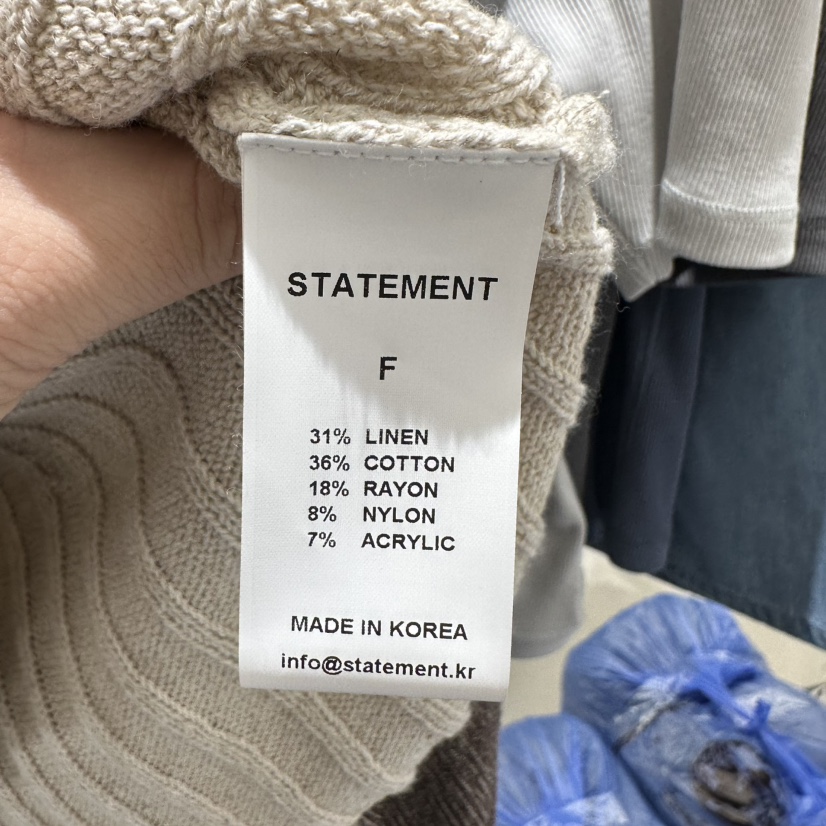 STATEMENT
F
31% LINEN
36% COTTON
18% RAYON
8% NYLON
7% ACRYLIC
MADE IN KOREA
info@statement.kr